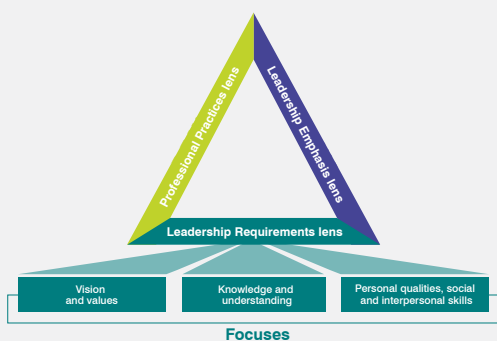 Professional Practices lens
Leadership Emphasis lens
Leadership Requirements lens
Vision
and values
Knowledge and
understanding
Personal qualities, social
and interpersonal skills
Focuses